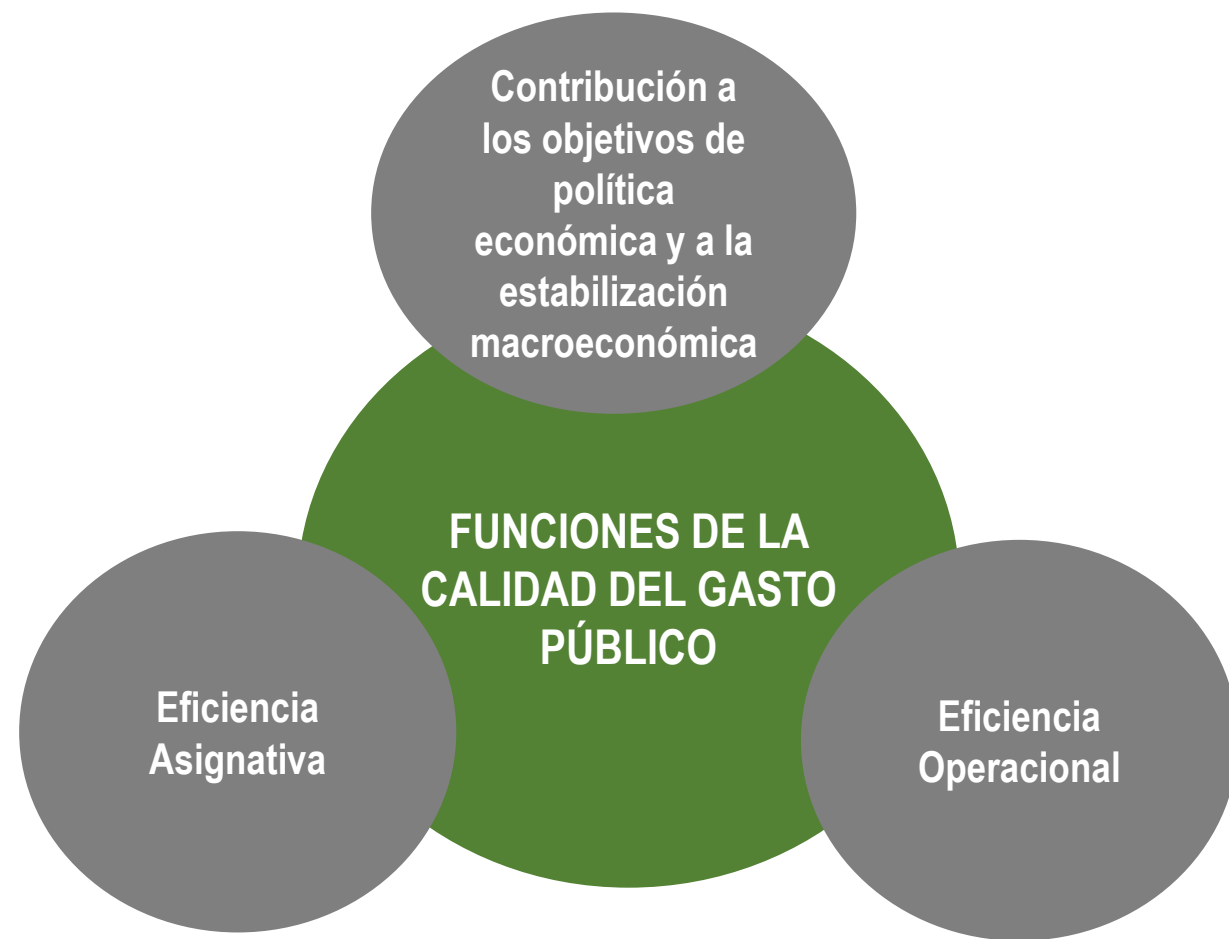 Contribución a
los objetivos de
política
económica y a la
estabilización
macroeconómica
FUNCIONES DE LA
CALIDAD DEL GASTO
PÚBLICO
Eficiencia
Asignativa
Eficiencia
Operacional